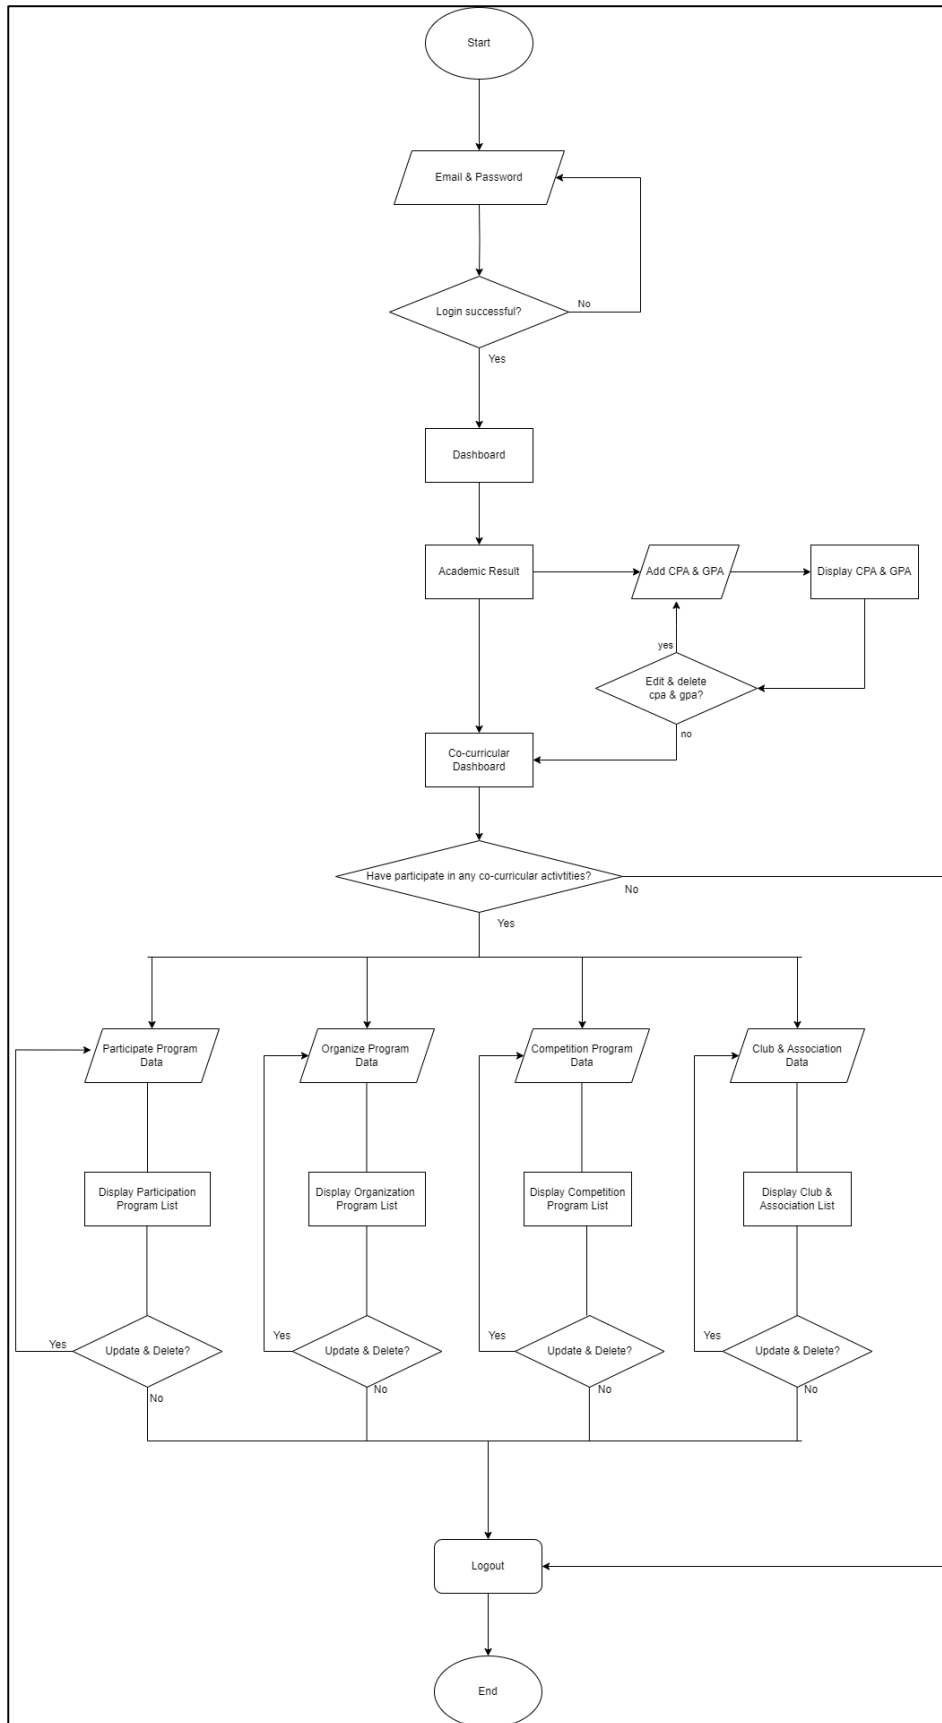 Start
Email & Password
Login successful?
No
Yes
Dashboard
Academic Result
Add CPA & GPA
Display CPA & GPA
yes
Edit & delete
cpa & gpa?
no
Co-curricular
Dashboard
Have participate in any co-curricular activtities?
No
Yes
Participate Program
Data
Organize Program
Data
Competition Program
Data
Club & Association
Data
Display Participation
Program List
Display Organization
Program List
Display Competition
Program List
Display Club &
Association List
Yes
Update & Delete?
No
Yes
Update & Delete?
No
Yes
Update & Delete?
No
Yes
Update & Delete?
No
Logout
End